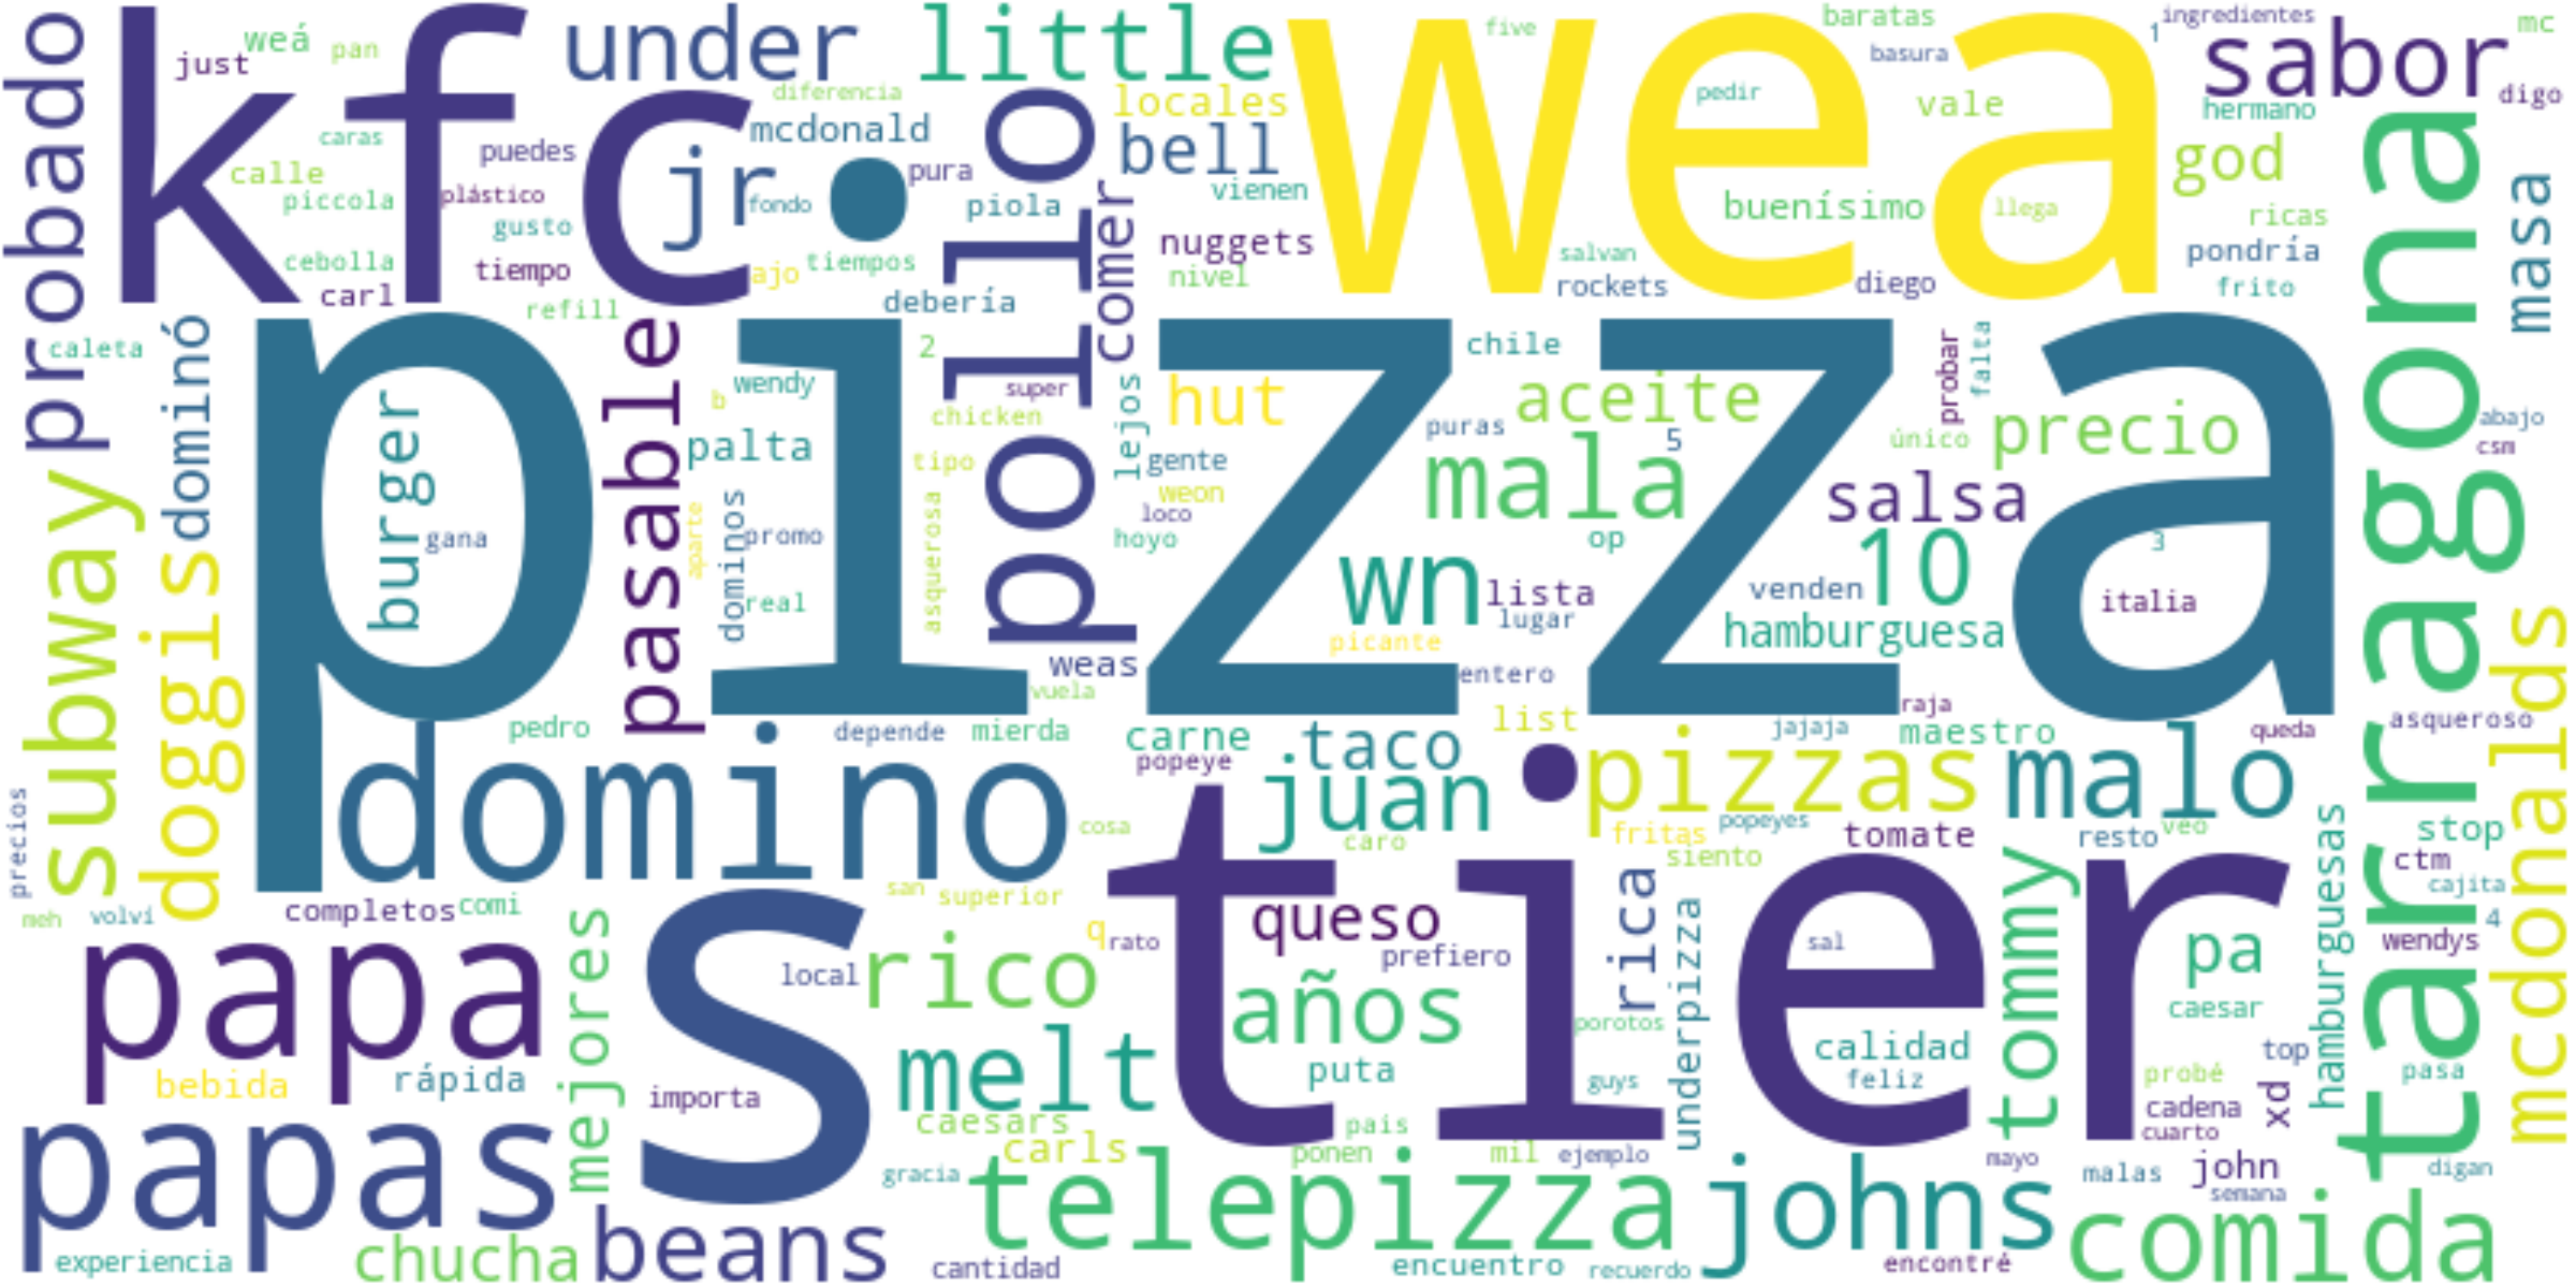 probado
kfc
just
weá
pan
under
little
wea
five
baratas
basura
1
ingredientes
mc
sabor
digo
diferencia
locales
pedir
vale
hermano
caras
puedes
mcdonald
jr
pura
bell
god
calle
piccola
plástico
fondo
piola
vienen
buenísimo
llega
ricas
masa
gusto
cebolla
tiempo
ajo
tiempos
nuggets
nivel
salvan
rockets
diego
pondría
frito
carl
refill
debería
pollo
comer
tarragona
caleta
dominó
pizza
pasable
2
super
wendy
b
chicken
lejos
hut
chile
aceite
probar
falta
precio
único
abajo
csm
burger
palta
tipo
gente
puras
5
mala
salsa
weon
loco
subway
doggis
gana
aparte
dominos
promo
real
asquerosa
hoyo
op
10
3
wn
lista
lugar
venden
italia
hamburguesa
picante
weas
entero
vuela
mcdonalds
raja
pedro
depende
mierda
carne
list
jajaja
maestro
queda
asqueroso
popeye
taco
juan
pizzas
malo
domino
cosa
caro
fritas
popeyes
tomate
resto
veo
stop
siento
precios
s
tier
ctm
cajita
4
meh
volví
completos
comi
san
superior
queso
rica
tommy
hamburguesas
wendys
papa
mejores
local
rico
q
rato
prefiero
sal
pa
años
porotos
underpizza
caesar
bebida
rápida
importa
melt
puta
guys
calidad
feliz
top
probé
xd
pasa
caesars
pais
cadena
cuarto
papas
carls
ponen
mil
ejemplo
mayo
malas
john
semana
digan
gracia
telepizza
johns
comida
experiencia
chucha
beans
cantidad
encuentro
recuerdo
encontré